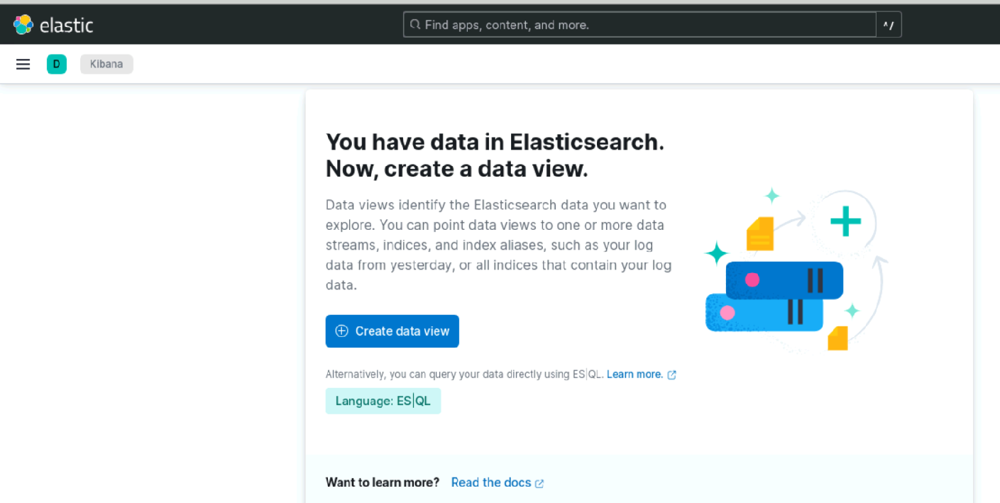 elastic
Find apps, content, and more.
^/
D
Kibana
You have data in Elasticsearch.
Now, create a data view.
Data views identify the Elasticsearch data you want to
explore. You can point data views to one or more data
streams, indices, and index aliases, such as your log
data from yesterday, or all indices that contain your log
data.
Create data view
Alternatively, you can query your data directly using ES|QL. Learn more.
Language: ES|QL
Want to learn more? Read the docs